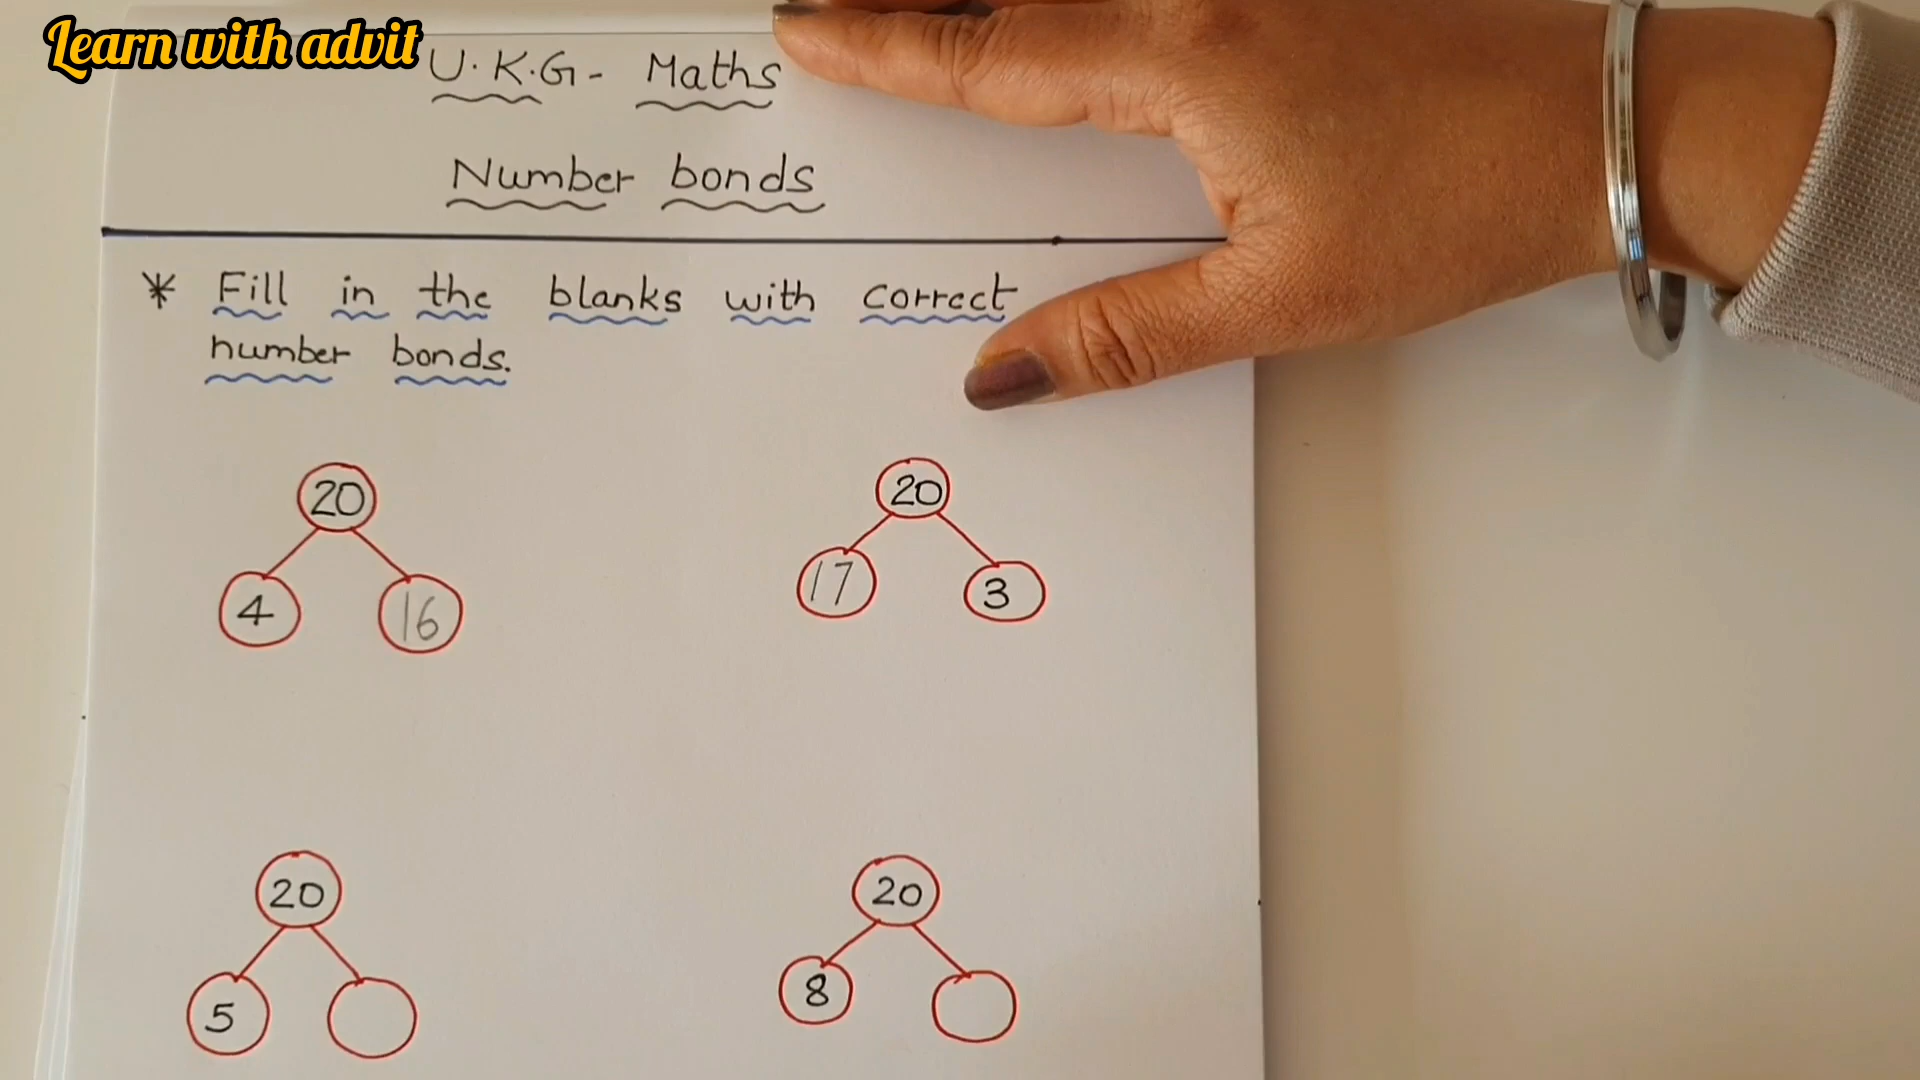 Learn with advit
U.K.G- Maths
Number bonds
* Fill in the blanks with correct
number bonds.
20 20
4 16 17 3
20 20
5 8